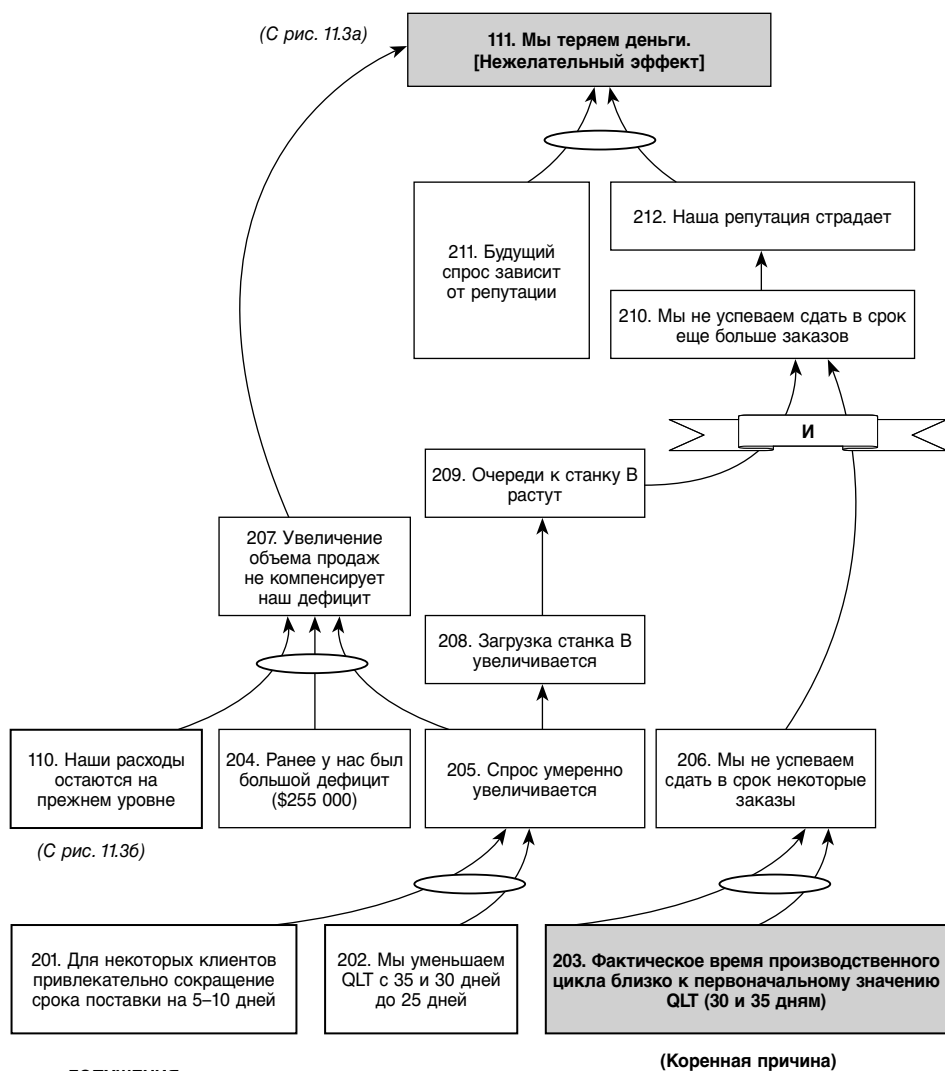 (С рис. 11.3а)
111. Мы теряем деньги.
[Нежелательный эффект]
211. Будущий
спрос зависит
от репутации
212. Наша репутация страдает
210. Мы не успеваем сдать в срок
еще больше заказов
И
209. Очереди к станку В
растут
207. Увеличение
объема продаж
не компенсирует
наш дефицит
208. Загрузка станка В
увеличивается
110. Наши расходы
остаются на
прежнем уровне
204. Ранее у нас был
большой дефицит
($255 000)
205. Спрос умеренно
увеличивается
206. Мы не успеваем
сдать в срок некоторые
заказы
(С рис. 11.3б)
201. Для некоторых клиентов
привлекательно сокращение
срока поставки на 5–10 дней
202. Мы уменьшаем
QLT с 35 и 30 дней
до 25 дней
203. Фактическое время производственного
цикла близко к первоначальному значению
QLT (30 и 35 дням)
(Коренная причина)